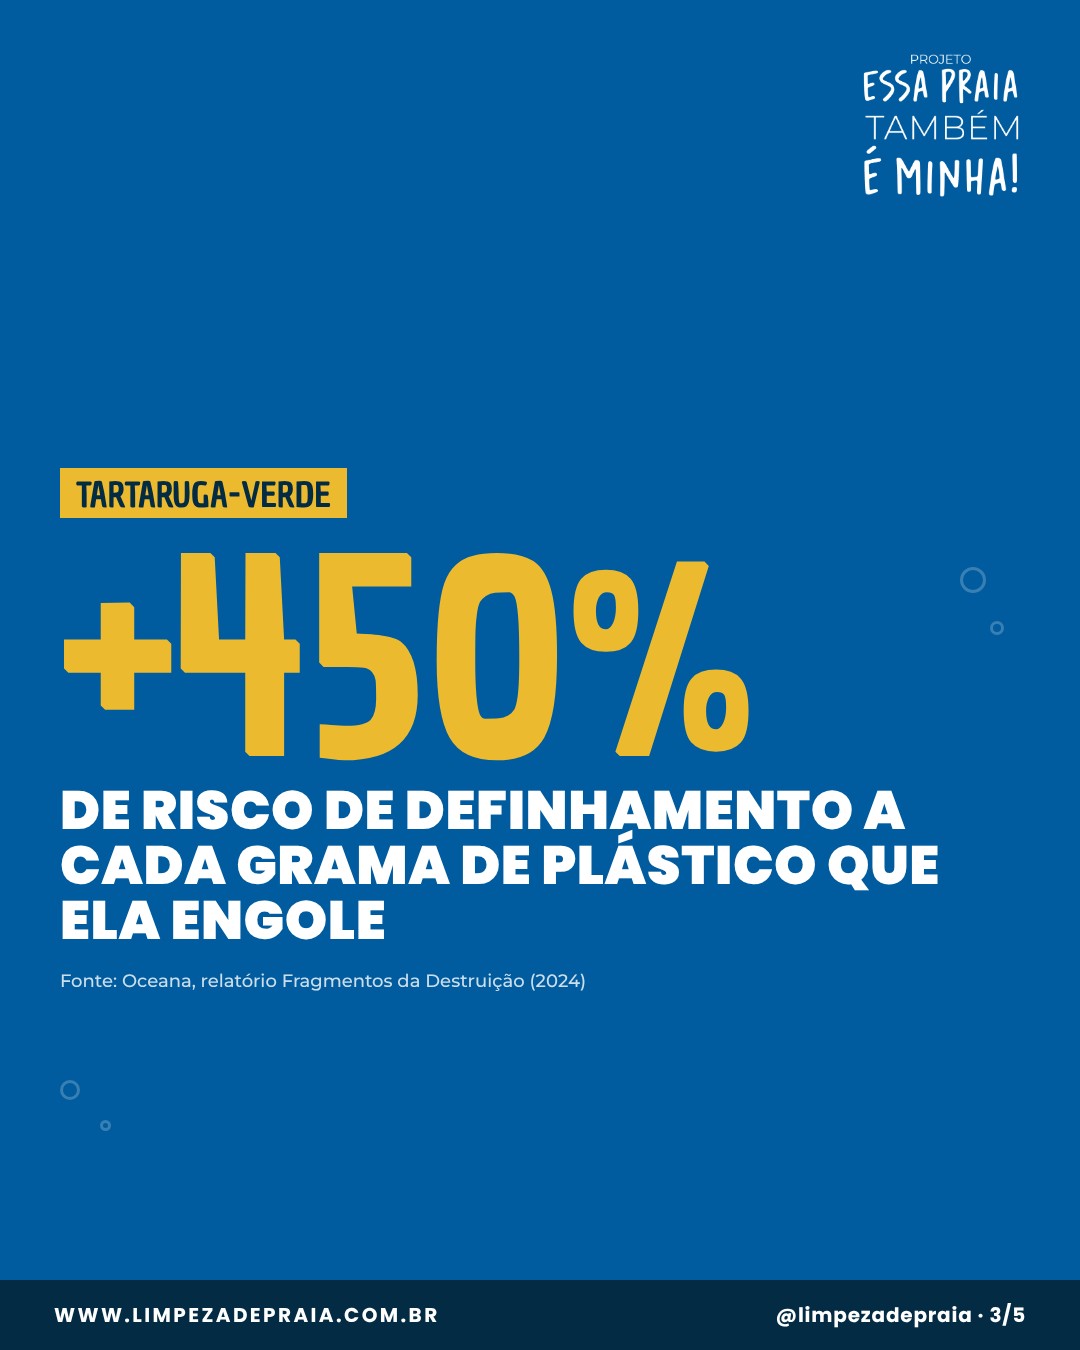 PROJETO
ESSA PRAIA
TAMBÉM
É MINHA!
TARTARUGA-VERDE
+450%
DE RISCO DE DEFINHAMENTO A
CADA GRAMA DE PLÁSTICO QUE
ELA ENGOLE
Fonte: Oceana, relatório Fragmentos da Destruição (2024)
WWW.LIMPEZADEPRAIA.COM.BR
@limpezadepraia · 3/5